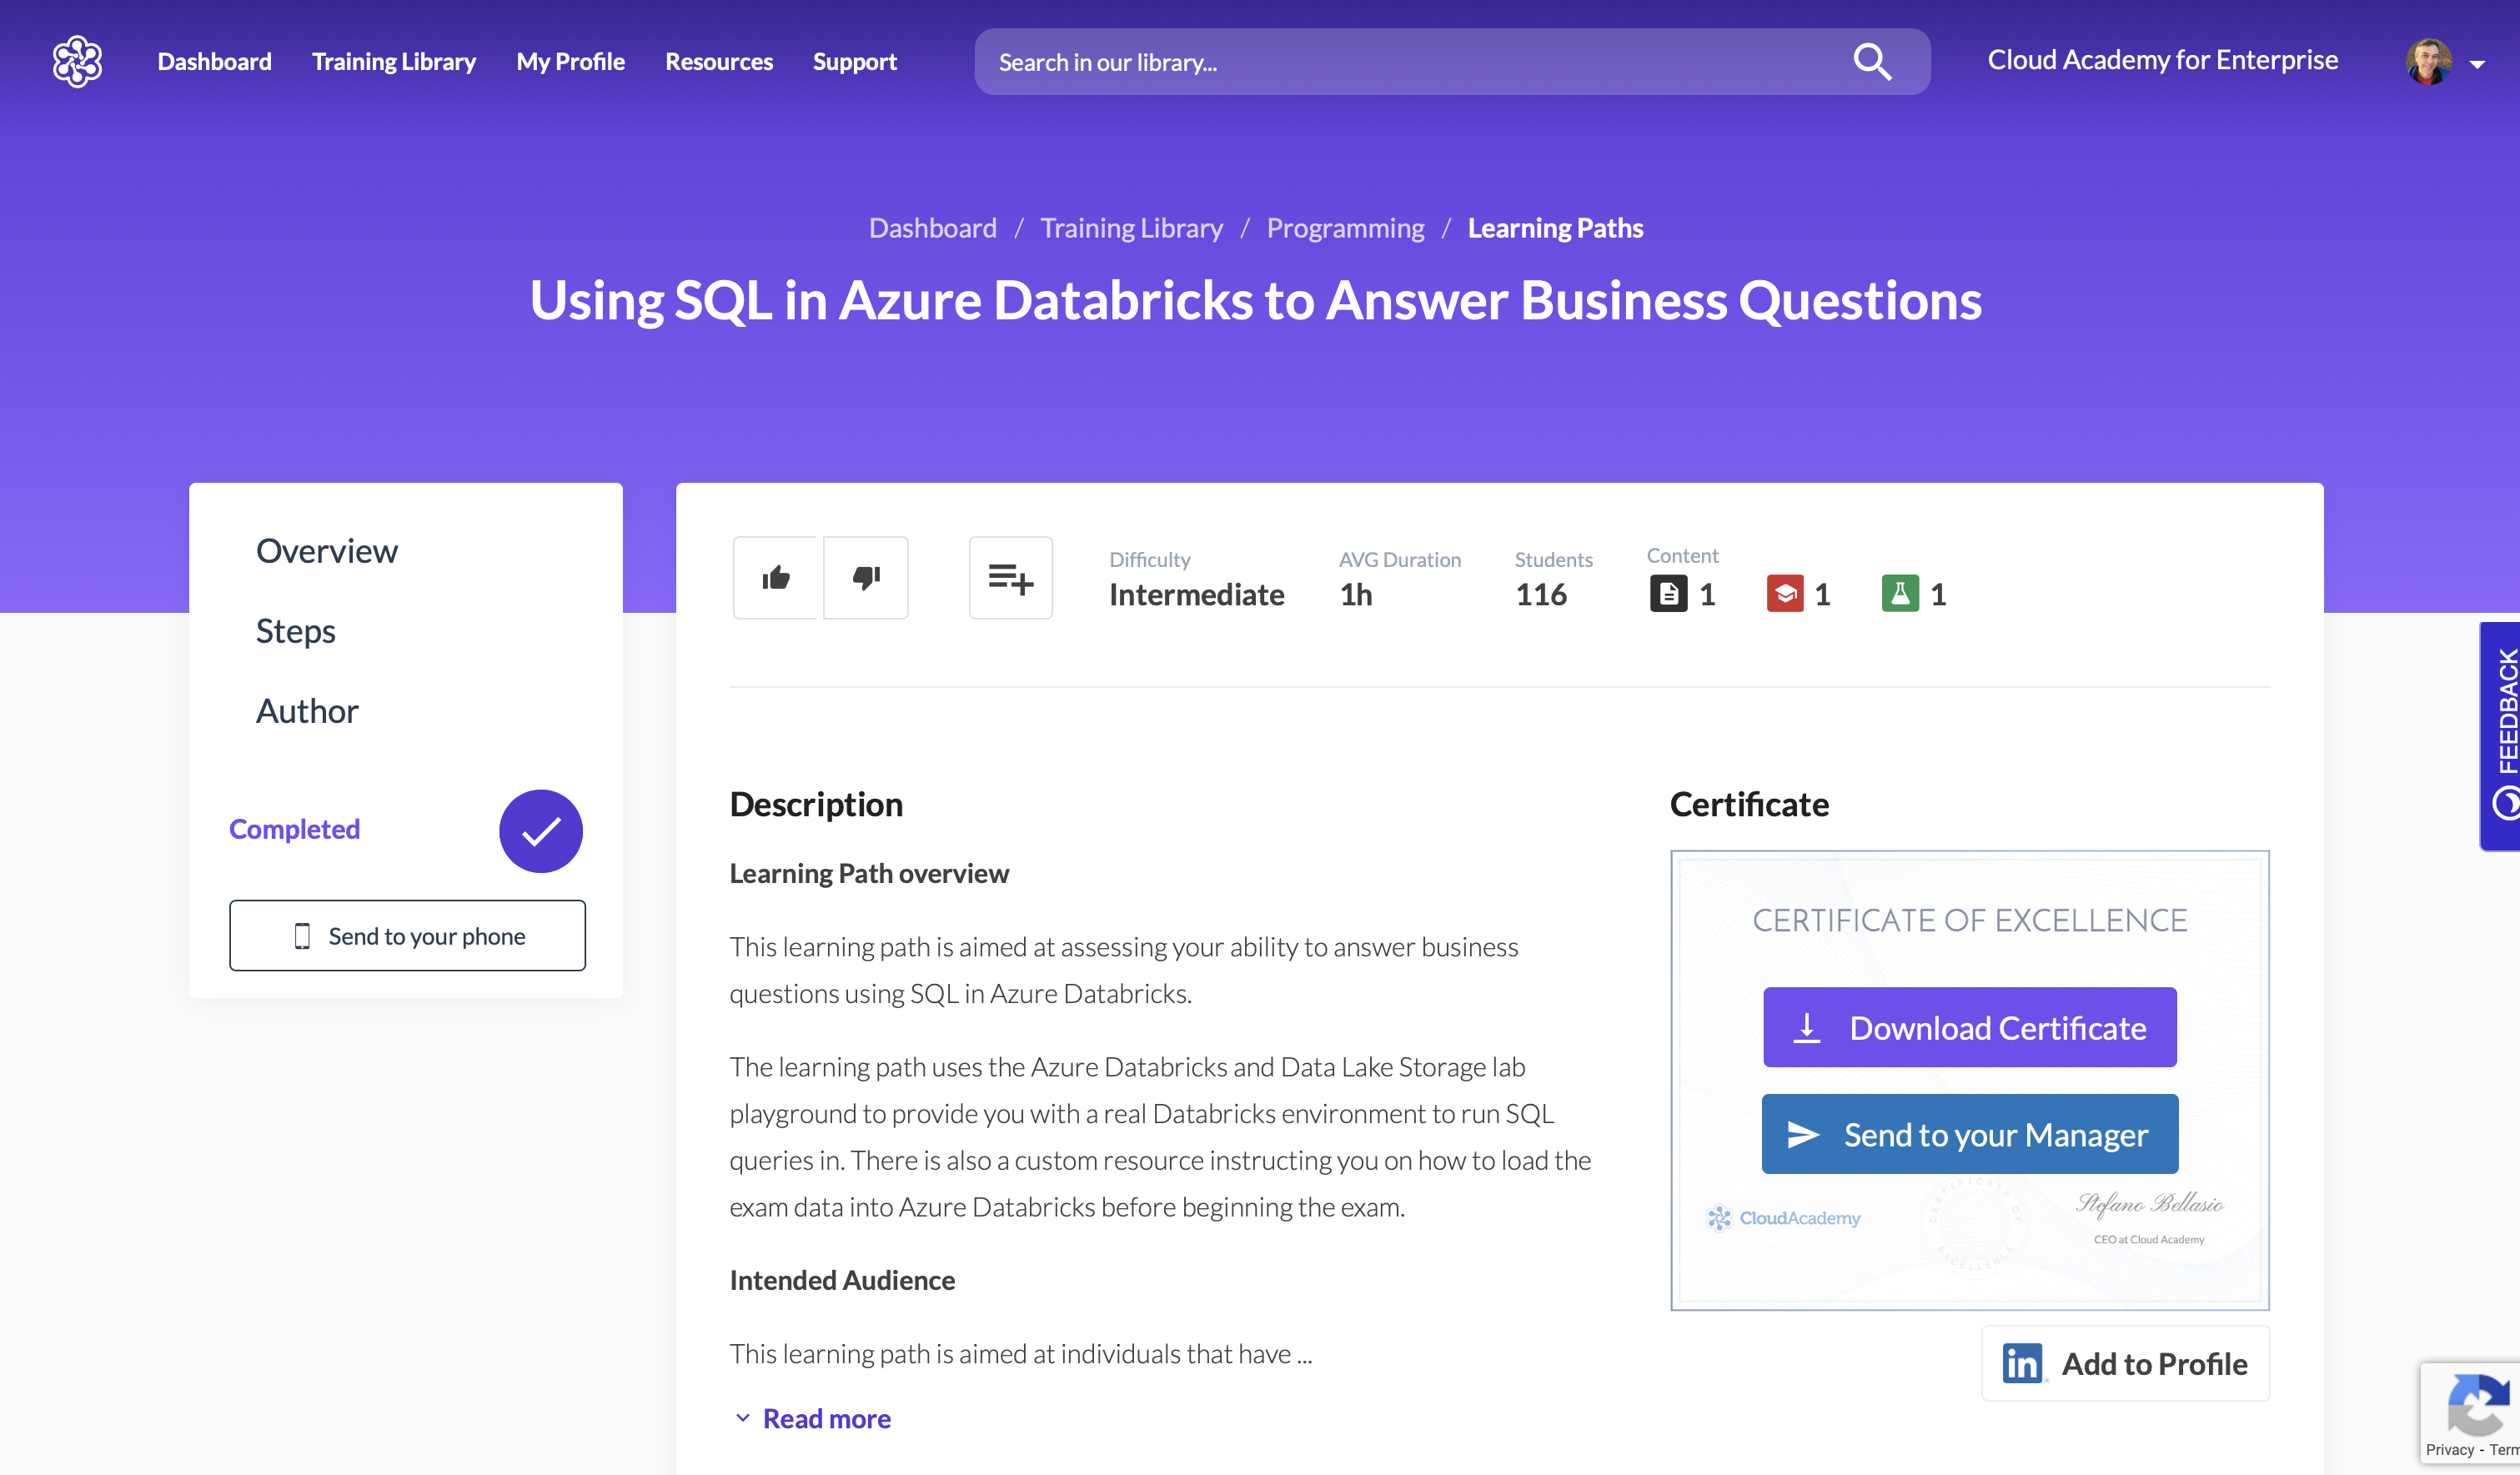 Dashboard Training Library My Profile Resources Support Search in our library... Cloud Academy for Enterprise
Dashboard / Training Library / Programming / Learning Paths
Using SQL in Azure Databricks to Answer Business Questions
Overview
Steps
Author
Completed
Send to your phone
Difficulty
Intermediate
AVG Duration
1h
Students
116
Content
1 1 1
Description
Learning Path overview
This learning path is aimed at assessing your ability to answer business
questions using SQL in Azure Databricks.
The learning path uses the Azure Databricks and Data Lake Storage lab
playground to provide you with a real Databricks environment to run SQL
queries in. There is also a custom resource instructing you on how to load the
exam data into Azure Databricks before beginning the exam.
Intended Audience
This learning path is aimed at individuals that have ...
Read more
Certificate
CERTIFICATE OF EXCELLENCE
Download Certificate
Send to your Manager
CloudAcademy
CERTIFICATE OF
EXCELLENCE
Stefano Bellasio
CEO at Cloud Academy
in Add to Profile
FEEDBACK
Privacy - Term